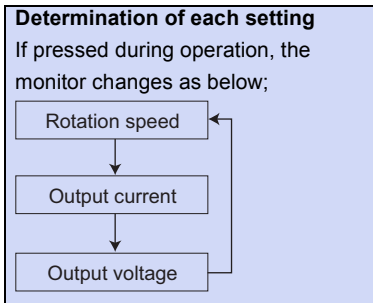 Determination of each setting
If pressed during operation, the
monitor changes as below;
Rotation speed
Output current
Output voltage